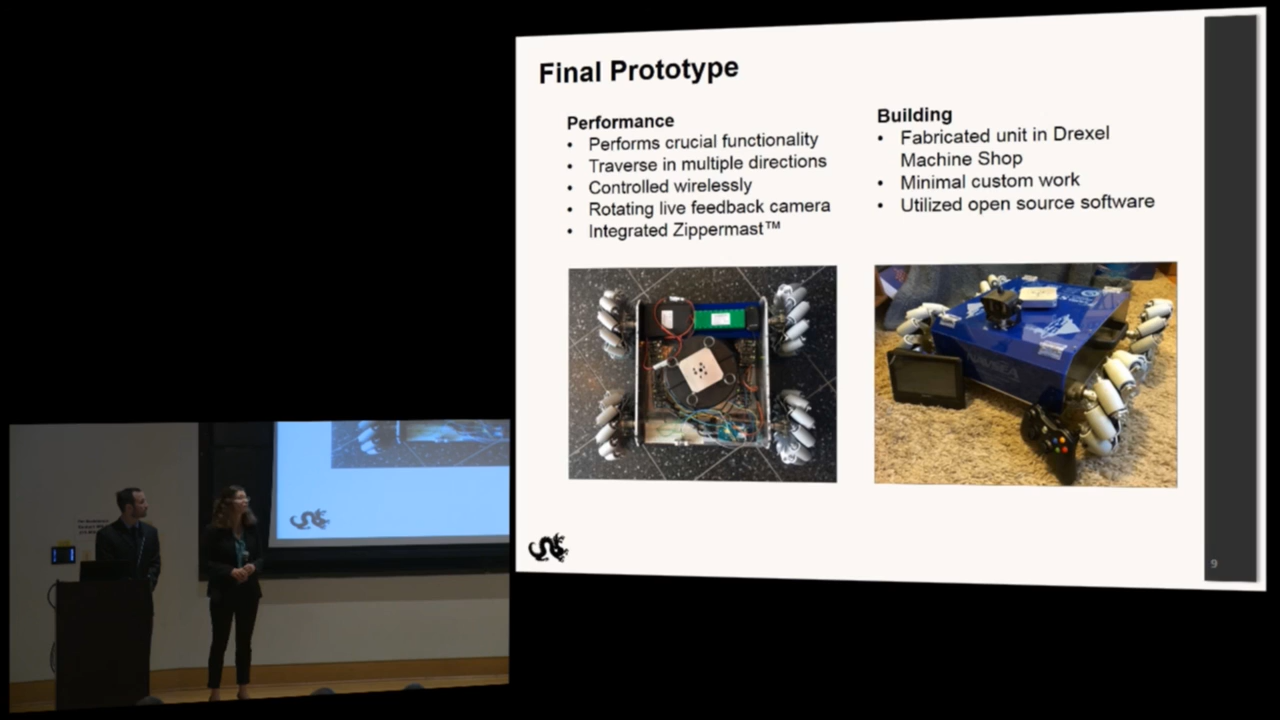 Final Prototype
Performance
• Performs crucial functionality
• Traverse in multiple directions
• Controlled wirelessly
• Rotating live feedback camera
• Integrated Zippermast™
Building
• Fabricated unit in Drexel
Machine Shop
• Minimal custom work
• Utilized open source software
9